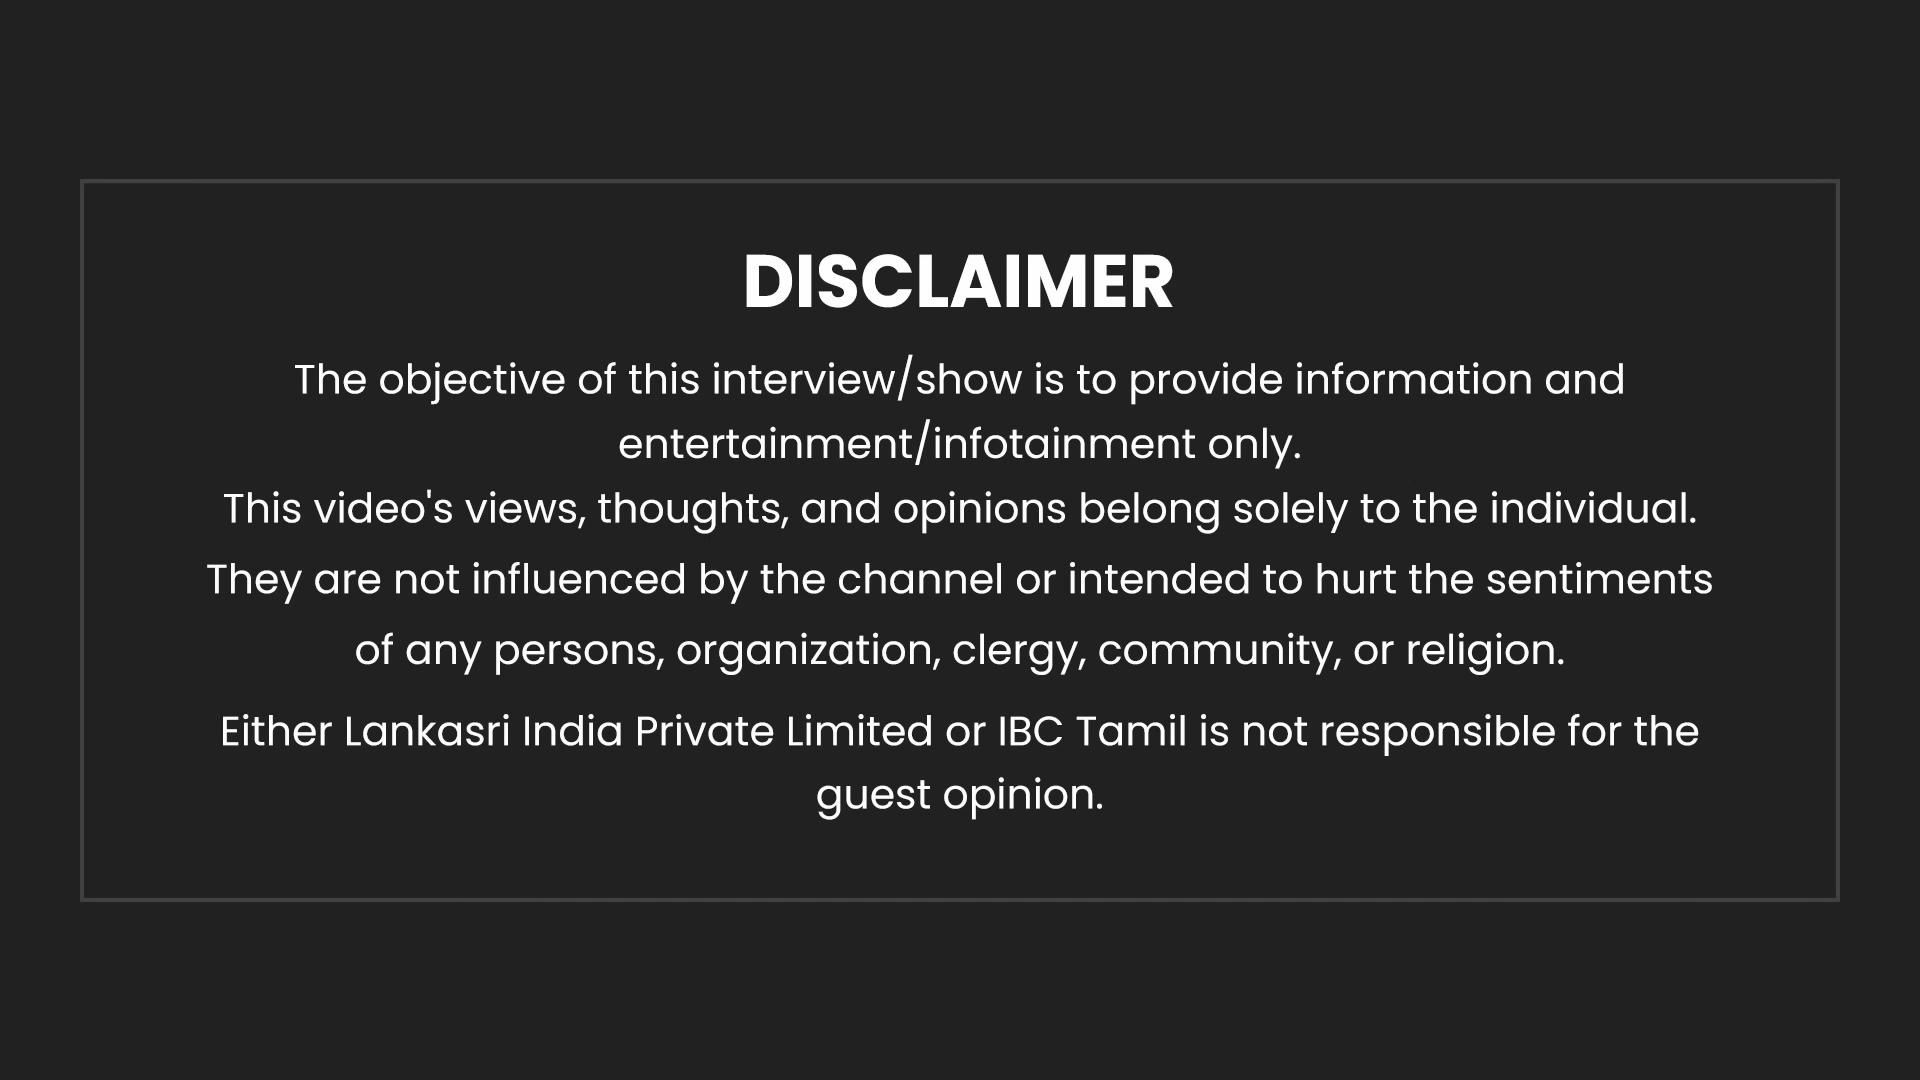 DISCLAIMER
The objective of this interview/show is to provide information and
entertainment/infotainment only.
This video's views, thoughts, and opinions belong solely to the individual.
They are not influenced by the channel or intended to hurt the sentiments
of any persons, organization, clergy, community, or religion.
Either Lankasri India Private Limited or IBC Tamil is not responsible for the
guest opinion.